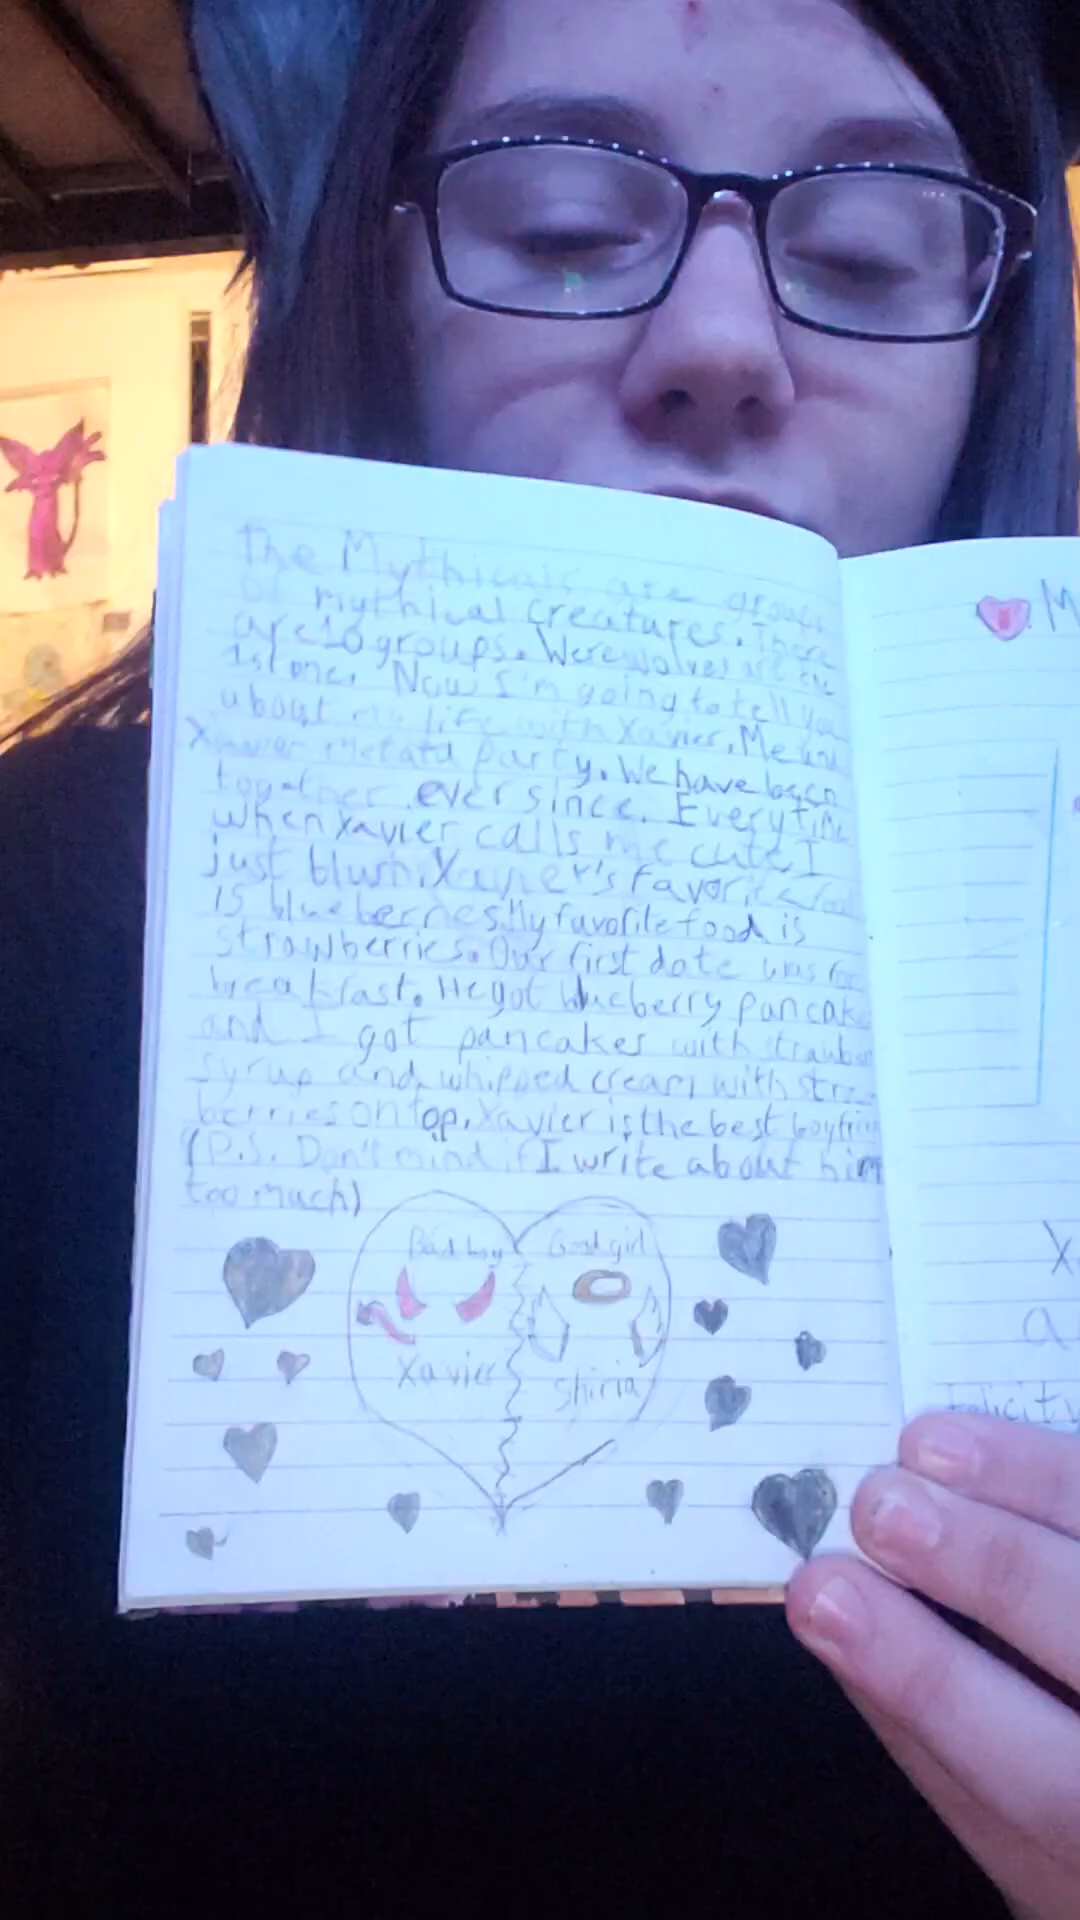 The Mythicals are groups
of mythical creatures. There
are 10 groups. Werewolves are the
1st one. Now I'm going to tell you
about my life with Xavier. Me and
Xavier met at a party. We have been
together ever since. Everytime
when Xavier calls me cute I
just blush. Xavier's favorite food
is blueberries. My favorite food is
strawberries. Our first date was for
breakfast. He got blueberry pancake
and I got pancakes with strawbe
syrup and whipped cream with straw
berries on top. Xavier is the best boyfrien
(P.S. Don't mind if I write about him
too much)
Bad boy Good girl
Xavier Shiria
M
X
a
Felicity